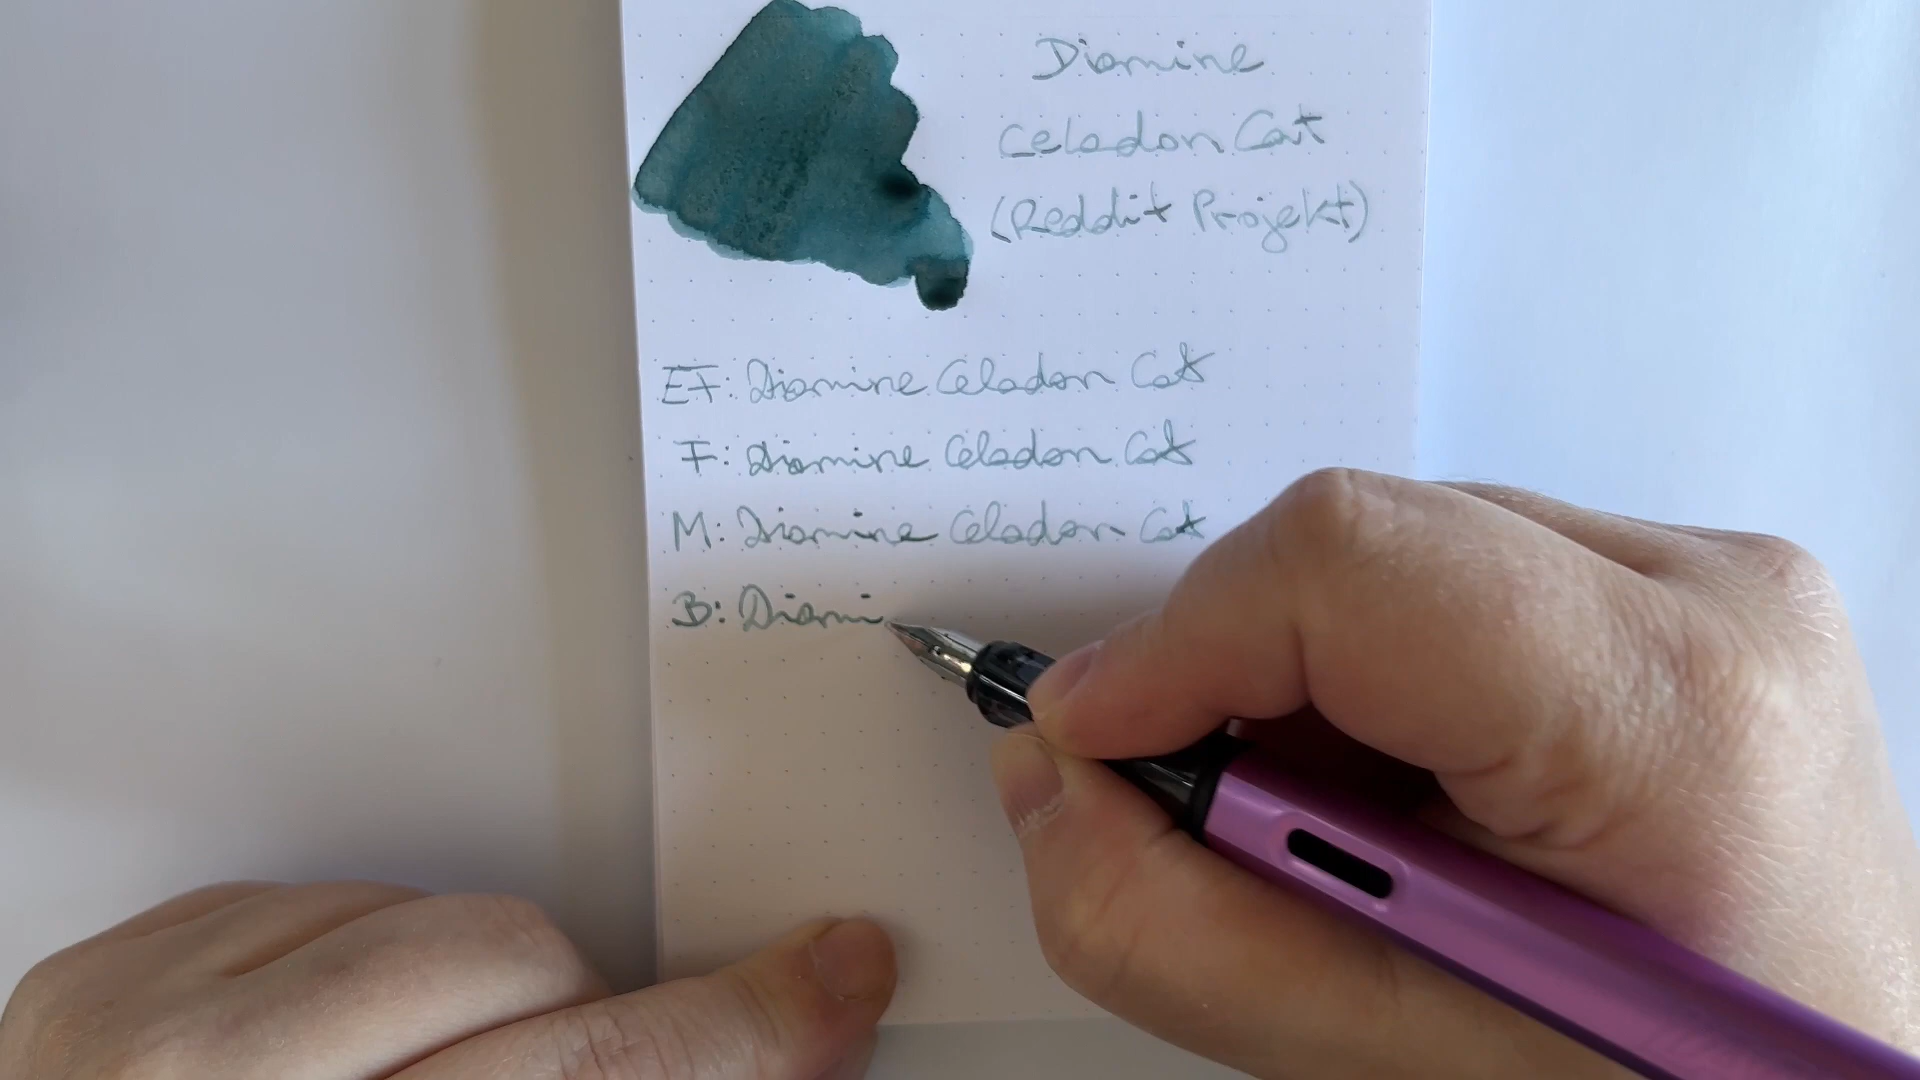 Diamine
Celadon Cat
(Reddit Projekt)
EF: Diamine Celadon Cat
F: Diamine Celadon Cat
M: Diamine Celadon Cat
B: Diami